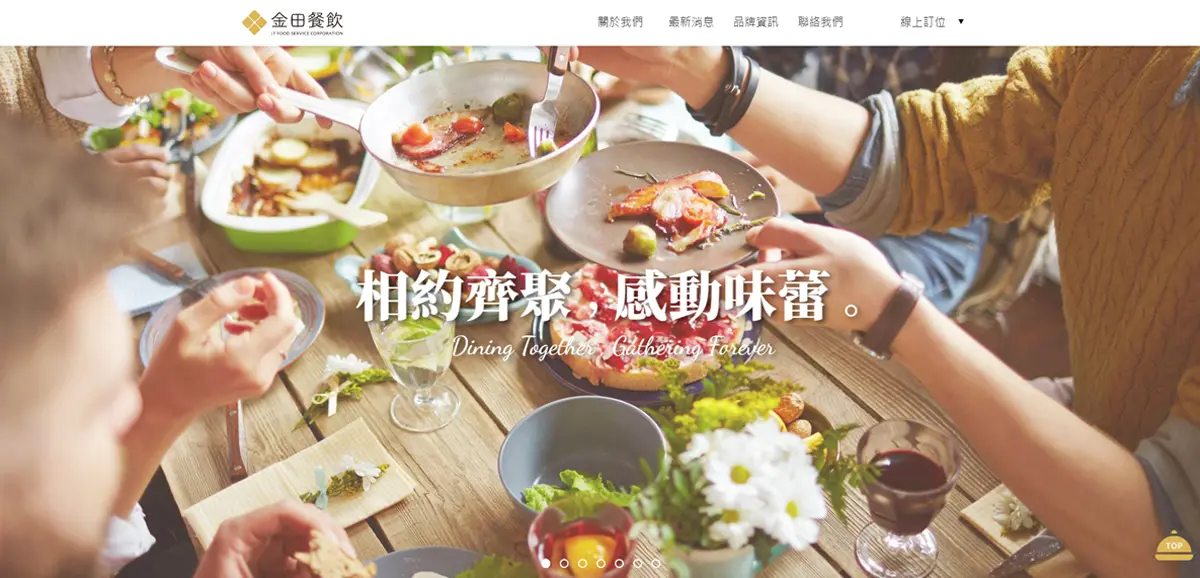 金田餐飲
JT FOOD SERVICE CORPORATION
關於我們 最新消息 品牌資訊 聯絡我們 線上訂位 ▼
相約齊聚，感動味蕾。
Dining Together , Gathering Forever
TOP